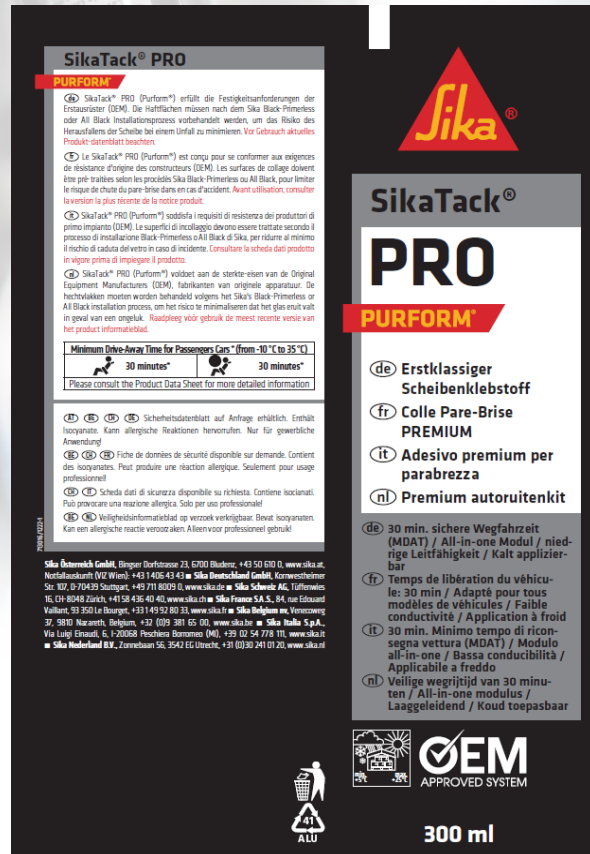 SikaTack® PRO
PURFORM®
de SikaTack® PRO (Purform®) erfüllt die Festigkeitsanforderungen der
Erstausrüster (OEM). Die Haftflächen müssen nach dem Sika Black-Primerless
oder All Black Installationsprozess vorbehandelt werden, um das Risiko des
Herausfallens der Scheibe bei einem Unfall zu minimieren. Vor Gebrauch aktuelles
Produkt-datenblatt beachten.
fr Le SikaTack® PRO (Purform®) est conçu pour se conformer aux exigences
de résistance d'origine des constructeurs (OEM). Les surfaces de collage doivent
être pré-traitées selon les procédés Sika Black-Primerless ou All Black, pour limiter
le risque de chute du pare-brise dans en cas d'accident. Avant utilisation, consulter
la version la plus récente de la notice produit.
it SikaTack® PRO (Purform®) soddisfa i requisiti di resistenza dei produttori di
primo impianto (OEM). Le superfici di incollaggio devono essere trattate secondo il
processo di installazione Black-Primerless o All Black di Sika, per ridurre al minimo
il rischio di caduta del vetro in caso di incidente. Consultare la scheda dati prodotto
in vigore prima di impiegare il prodotto.
nl SikaTack® PRO (Purform®) voldoet aan de sterkte-eisen van de Original
Equipment Manufacturers (OEM), fabrikanten van originele apparatuur. De
hechtvlakken moeten worden behandeld volgens het Sika's Black-Primerless or
All Black installation process, om het risico te minimaliseren dat het glas eruit valt
in geval van een ongeluk. Raadpleeg vóór gebruik de meest recente versie van
het product informatieblad.
Minimum Drive-Away Time for Passengers Cars * (from -10 °C to 35 °C)
30 minutes* 30 minutes*
Please consult the Product Data Sheet for more detailed information
AT BE CH DE Sicherheitsdatenblatt auf Anfrage erhältlich. Enthält
Isocyanate. Kann allergische Reaktionen hervorrufen. Nur für gewerbliche
Anwendung!
BE CH FR Fiche de données de sécurité disponible sur demande. Contient
des isocyanates. Peut produire une réaction allergique. Seulement pour usage
professionnel!
CH IT Scheda dati di sicurezza disponibile su richiesta. Contiene isocianati.
Può provocare una reazione allergica. Solo per uso professionale!
BE NL Veiligheidsinformatieblad op verzoek verkrijgbaar. Bevat isocyanaten.
Kan een allergische reactie veroorzaken. Alleen voor professioneel gebruik!
Sika Österreich GmbH, Bingser Dorfstrasse 23, 6700 Bludenz, +43 50 610 0, www.sika.at,
Notfallauskunft (VIZ Wien): +43 1 406 43 43 ■ Sika Deutschland GmbH, Kornwestheimer
Str. 107, D-70439 Stuttgart, +49 711 8009 0, www.sika.de ■ Sika Schweiz AG, Tüffenwies
16, CH-8048 Zürich, +41 58 436 40 40, www.sika.ch ■ Sika France S.A.S., 84, rue Edouard
Vaillant, 93 350 Le Bourget, +33 1 49 92 80 33, www.sika.fr ■ Sika Belgium nv, Venecoweg
37, 9810 Nazareth, Belgium, +32 (0)9 381 65 00, www.sika.be ■ Sika Italia S.p.A.,
Via Luigi Einaudi, 6, I-20068 Peschiera Borromeo (MI), +39 02 54 778 111, www.sika.it
■ Sika Nederland B.V., Zonnebaan 56, 3542 EG Utrecht, +31 (0)30 241 01 20, www.sika.nl
41
ALU
Sika®
SikaTack®
PRO
PURFORM®
de Erstklassiger
Scheibenklebstoff
fr Colle Pare-Brise
PREMIUM
it Adesivo premium per
parabrezza
nl Premium autoruitenkit
de 30 min. sichere Wegfahrzeit
(MDAT) / All-in-one Modul / nied-
rige Leitfähigkeit / Kalt applizier-
bar
fr Temps de libération du véhicu-
le: 30 min / Adapté pour tous
modèles de véhicules / Faible
conductivité / Application à froid
it 30 min. Minimo tempo di ricon-
segna vettura (MDAT) / Modulo
all-in-one / Bassa conducibilità /
Applicabile a freddo
nl Veilige wegrijtijd van 30 minu-
ten / All-in-one modulus /
Laaggeleidend / Koud toepasbaar
min. +5°C max. +25°C
OEM
APPROVED SYSTEM
300 ml